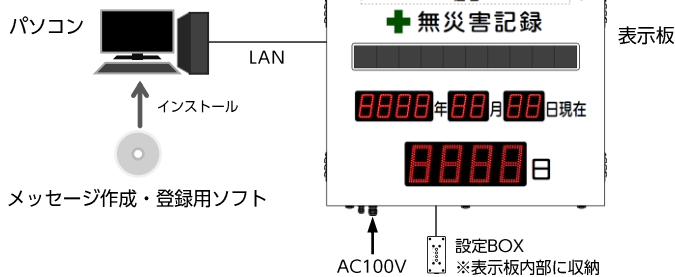 パソコン
LAN
インストール
メッセージ作成・登録用ソフト
無災害記録
表示板
8888年88月88日現在
8888日
AC100V
設定BOX
※表示板内部に収納